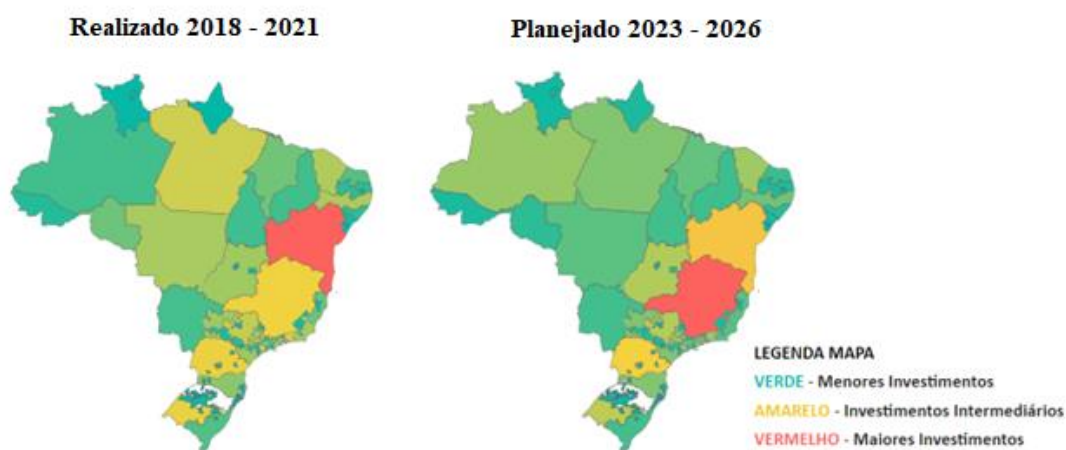 Realizado 2018 - 2021
Planejado 2023 - 2026
LEGENDA MAPA
VERDE - Menores Investimentos
AMARELO - Investimentos Intermediários
VERMELHO - Maiores Investimentos